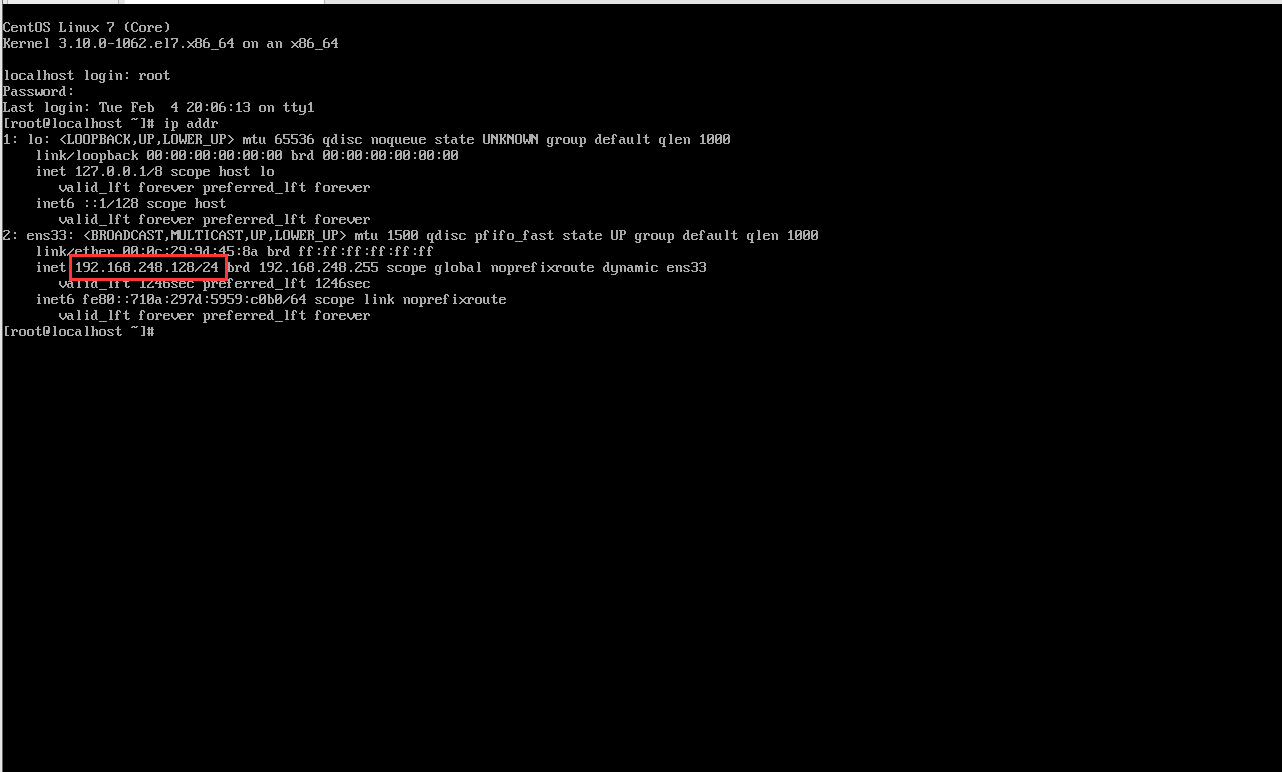 CentOS Linux 7 (Core)
Kernel 3.10.0-1062.el7.x86_64 on an x86_64
localhost login: root
Password:
Last login: Tue Feb  4 20:06:13 on tty1
[root@localhost ~]# ip addr
1: lo: <LOOPBACK,UP,LOWER_UP> mtu 65536 qdisc noqueue state UNKNOWN group default qlen 1000
    link/loopback 00:00:00:00:00:00 brd 00:00:00:00:00:00
    inet 127.0.0.1/8 scope host lo
       valid_lft forever preferred_lft forever
    inet6 ::1/128 scope host
       valid_lft forever preferred_lft forever
2: ens33: <BROADCAST,MULTICAST,UP,LOWER_UP> mtu 1500 qdisc pfifo_fast state UP group default qlen 1000
    link/ether 00:0c:29:9d:45:8a brd ff:ff:ff:ff:ff:ff
    inet 192.168.248.128/24 brd 192.168.248.255 scope global noprefixroute dynamic ens33
       valid_lft 1246sec preferred_lft 1246sec
    inet6 fe80::710a:297d:5959:c0b0/64 scope link noprefixroute
       valid_lft forever preferred_lft forever
[root@localhost ~]#